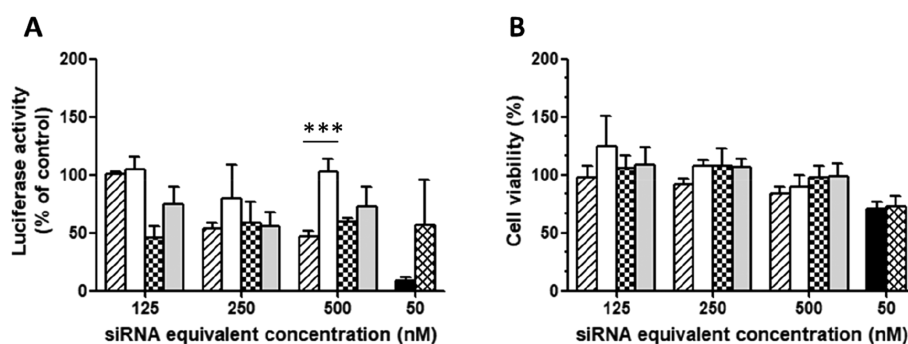 A
Luciferase activity
(% of control)
200
150
100
50
0
***
125 250 500 50
siRNA equivalent concentration (nM)
B
Cell viability (%)
200
150
100
50
0
125 250 500 50
siRNA equivalent concentration (nM)